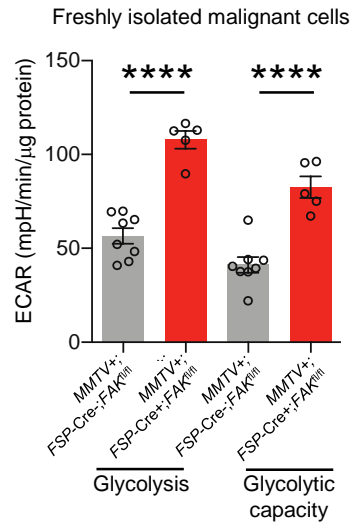 Freshly isolated malignant cells
ECAR (mpH/min/µg protein)
150
100
50
0
****
****
MMTV+;
FSP-Cre-;FAKfl/fl
MMTV+;
FSP-Cre+;FAKfl/fl
MMTV+;
FSP-Cre-;FAKfl/fl
MMTV+;
FSP-Cre+;FAKfl/fl
Glycolysis
Glycolytic
capacity